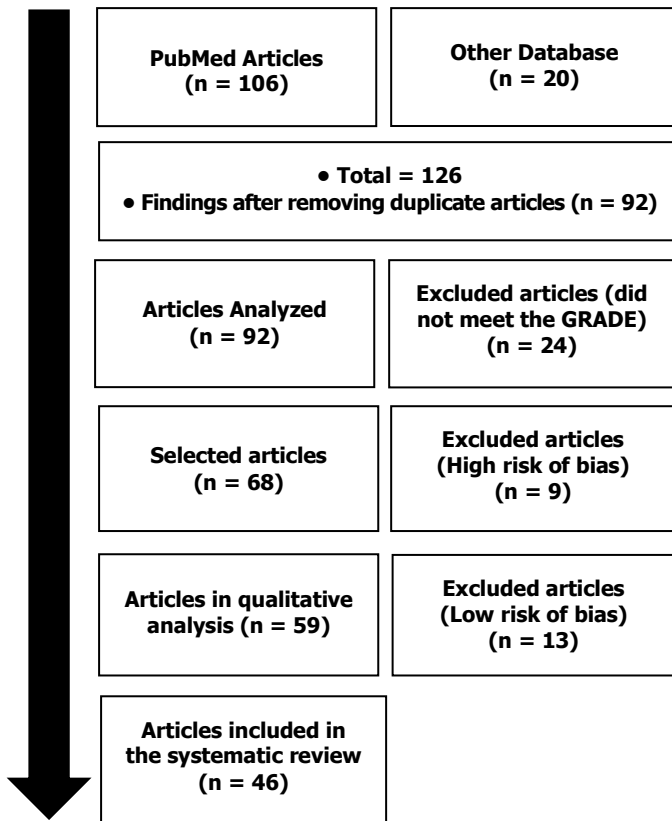 PubMed Articles
(n = 106)
Other Database
(n = 20)
• Total = 126
• Findings after removing duplicate articles (n = 92)
Articles Analyzed
(n = 92)
Excluded articles (did
not meet the GRADE)
(n = 24)
Selected articles
(n = 68)
Excluded articles
(High risk of bias)
(n = 9)
Articles in qualitative
analysis (n = 59)
Excluded articles
(Low risk of bias)
(n = 13)
Articles included in
the systematic review
(n = 46)